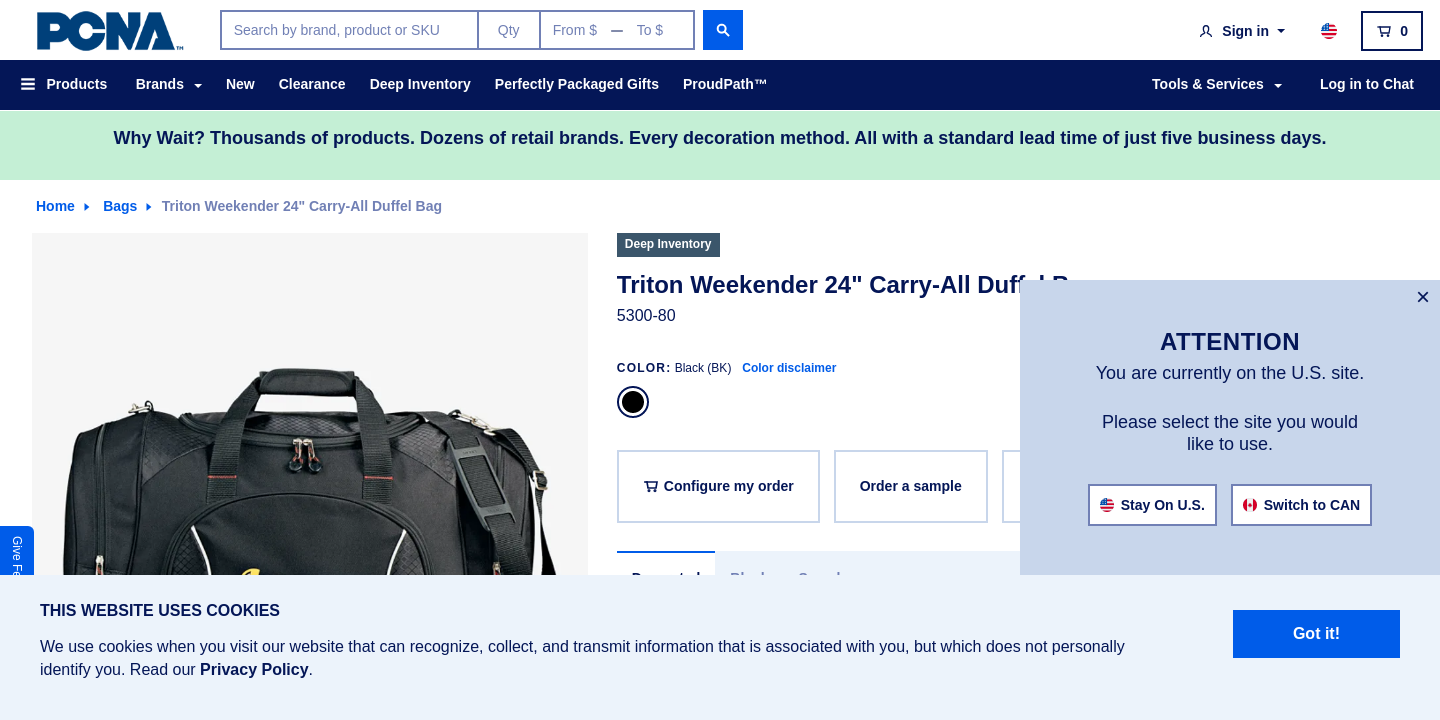 PCNA™
Search by brand, product or SKU
Qty
From $ — To $
Sign in
0
Products
Brands
New
Clearance
Deep Inventory
Perfectly Packaged Gifts
ProudPath™
Tools & Services
Log in to Chat
Why Wait? Thousands of products. Dozens of retail brands. Every decoration method. All with a standard lead time of just five business days.
Home
Bags
Triton Weekender 24" Carry-All Duffel Bag
Deep Inventory
Triton Weekender 24" Carry-All Duffel
5300-80
COLOR: Black (BK) Color disclaimer
Configure my order
Order a sample
×
ATTENTION
You are currently on the U.S. site.
Please select the site you would
like to use.
Stay On U.S.
Switch to CAN
Give
THIS WEBSITE USES COOKIES
We use cookies when you visit our website that can recognize, collect, and transmit information that is associated with you, but which does not personally
identify you. Read our Privacy Policy.
Got it!